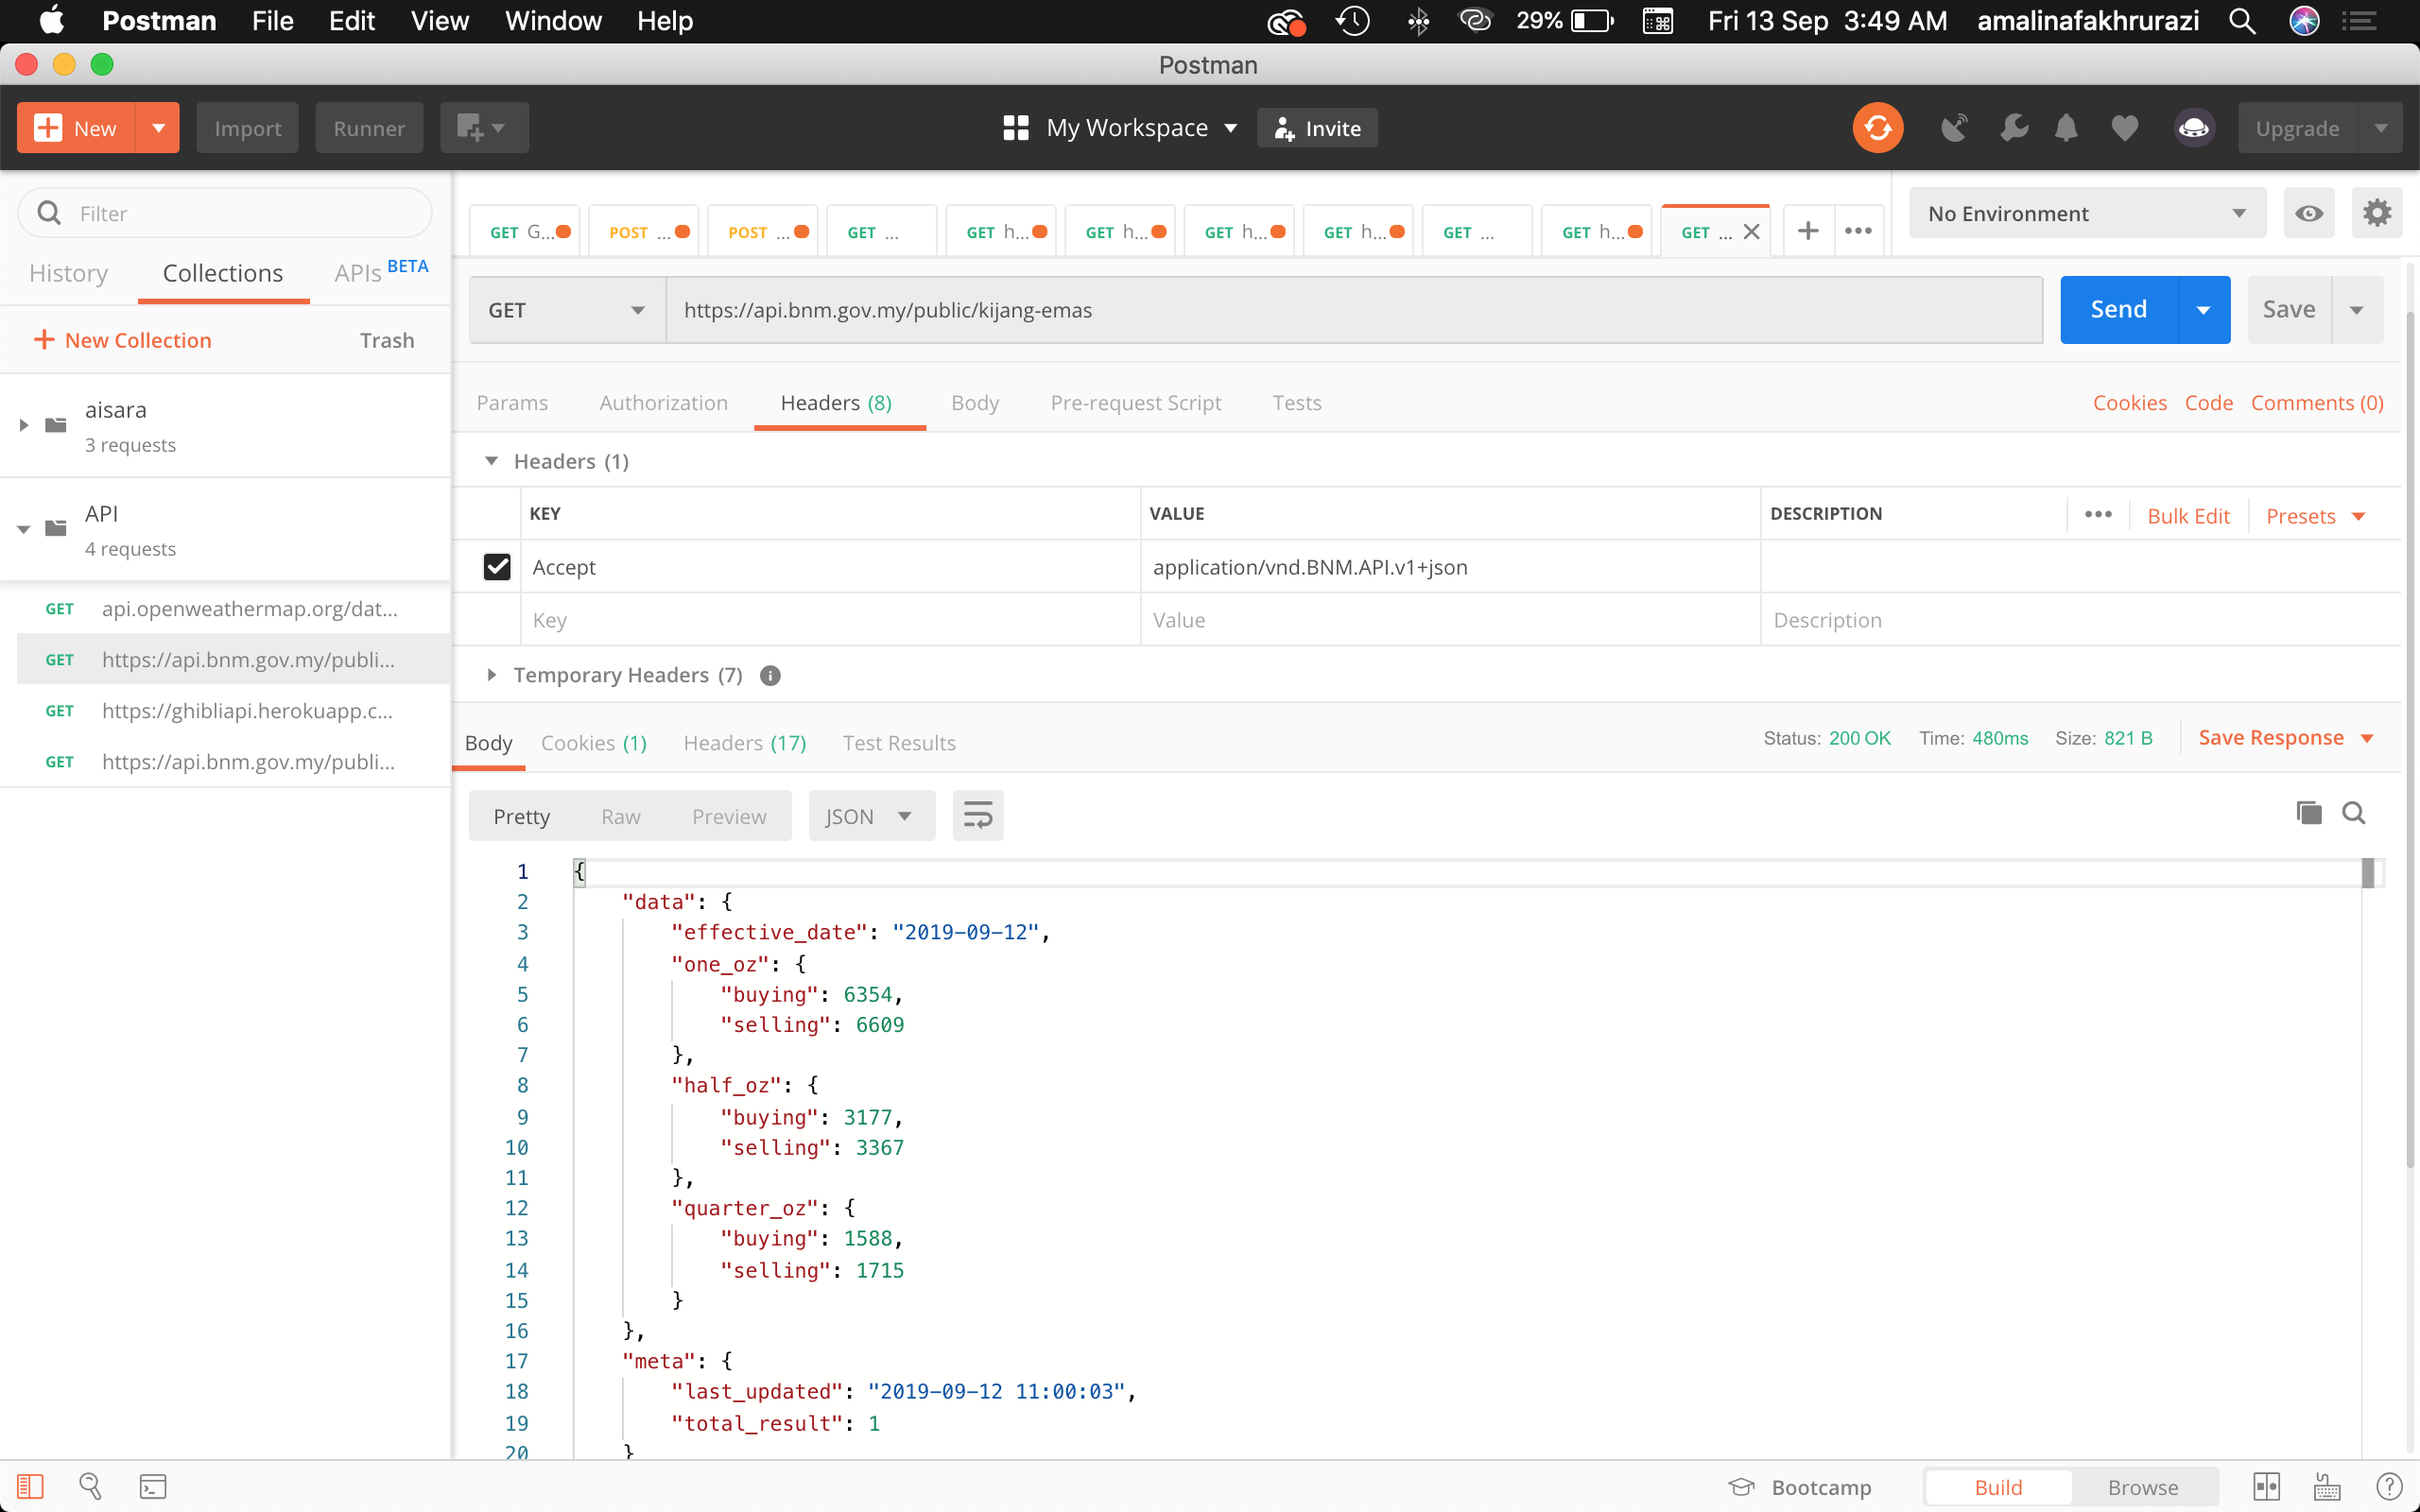 Postman File Edit View Window Help 29% Fri 13 Sep 3:49 AM amalinafakhrurazi
Postman
New Import Runner My Workspace Invite Upgrade
Filter
GET G... POST ... POST ... GET ... GET h... GET h... GET h... GET h... GET ... GET h... GET ... No Environment
History Collections APIs BETA
GET https://api.bnm.gov.my/public/kijang-emas Send Save
+ New Collection Trash
Params Authorization Headers (8) Body Pre-request Script Tests Cookies Code Comments (0)
aisara
3 requests
API
4 requests
GET api.openweathermap.org/dat...
GET https://api.bnm.gov.my/publi...
GET https://ghibliapi.herokuapp.c...
GET https://api.bnm.gov.my/publi...
Headers (1)
KEY VALUE DESCRIPTION ••• Bulk Edit Presets
Accept application/vnd.BNM.API.v1+json
Key Value Description
Temporary Headers (7)
Body Cookies (1) Headers (17) Test Results Status: 200 OK Time: 480ms Size: 821 B Save Response
Pretty Raw Preview JSON
1 {
2 "data": {
3 "effective_date": "2019-09-12",
4 "one_oz": {
5 "buying": 6354,
6 "selling": 6609
7 },
8 "half_oz": {
9 "buying": 3177,
10 "selling": 3367
11 },
12 "quarter_oz": {
13 "buying": 1588,
14 "selling": 1715
15 }
16 },
17 "meta": {
18 "last_updated": "2019-09-12 11:00:03",
19 "total_result": 1
20 }
Bootcamp Build Browse